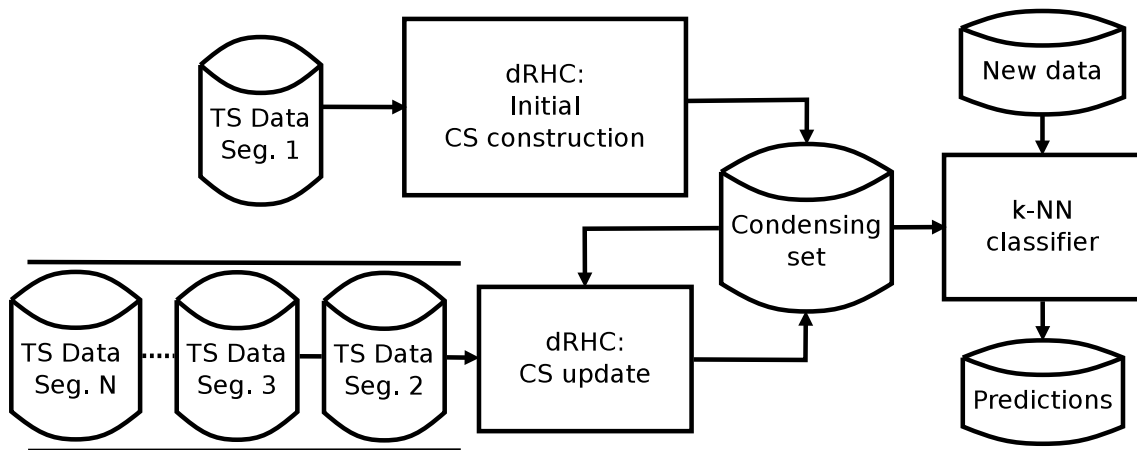 TS Data
Seg. 1
dRHC:
Initial
CS construction
New data
Condensing
set
k-NN
classifier
TS Data
Seg. N
TS Data
Seg. 3
TS Data
Seg. 2
dRHC:
CS update
Predictions